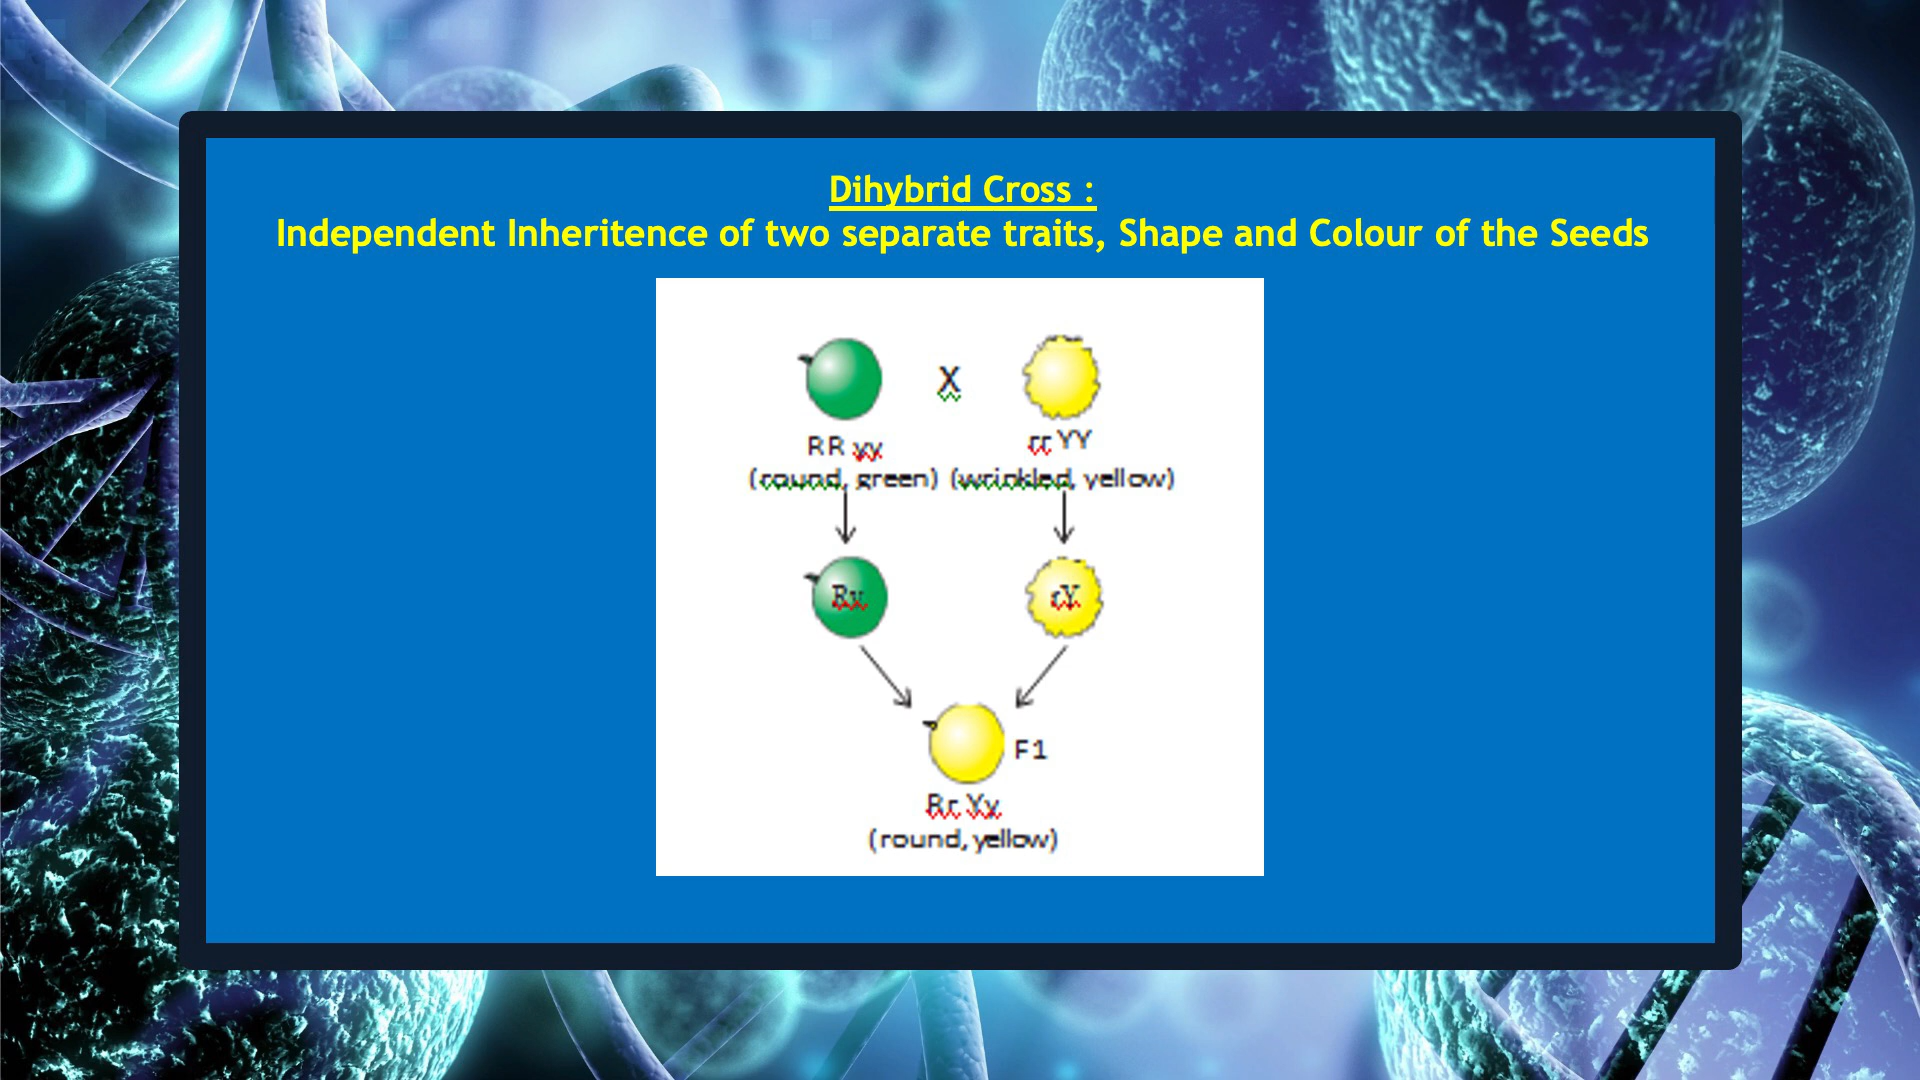 Dihybrid Cross :
Independent Inheritence of two separate traits, Shape and Colour of the Seeds
X
RR yy rr YY
(round, green) (wrinkled, yellow)
Ry rY
F1
Rr Yy
(round, yellow)